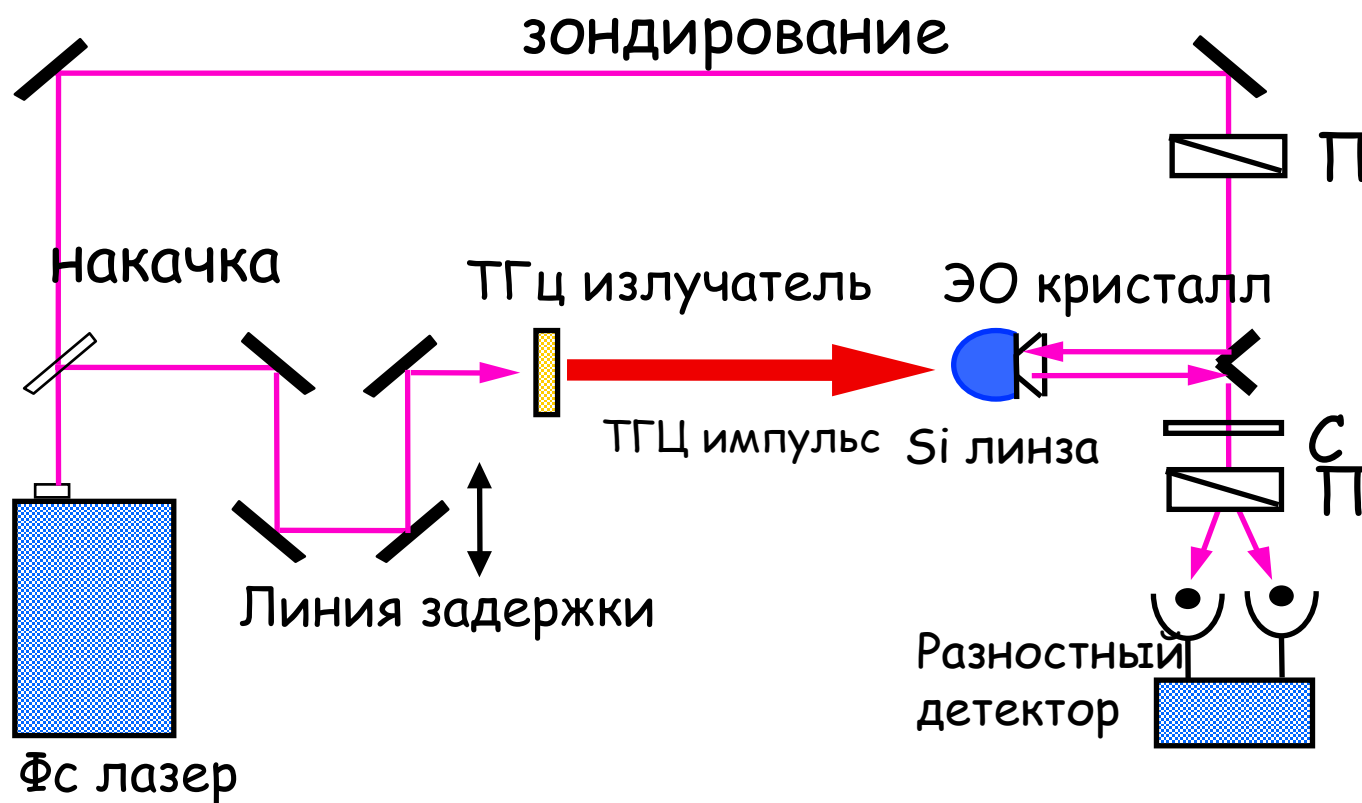 зондирование
П
накачка
ТГц излучатель
ЭО кристалл
ТГЦ импульс
Si линза
С
П
Линия задержки
Разностный
детектор
Фс лазер